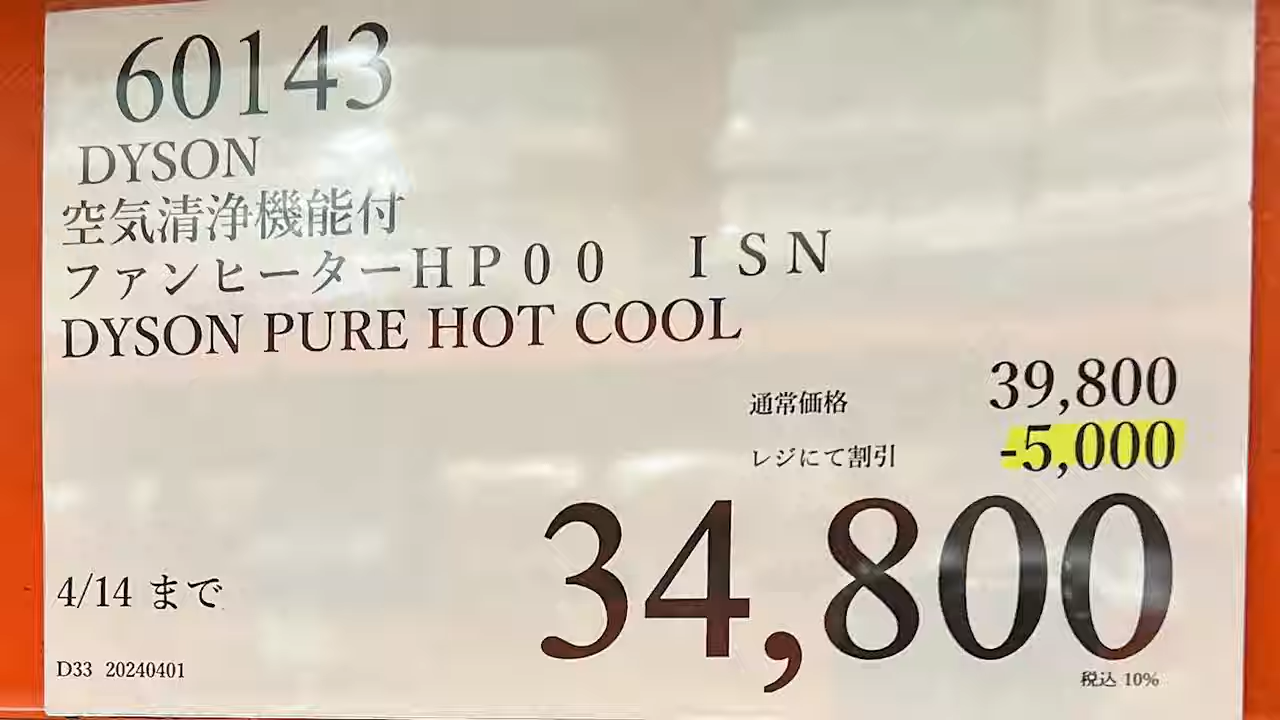 60143
DYSON
空気清浄機能付
ファンヒーターＨＰ００　ＩＳＮ
DYSON PURE HOT COOL
通常価格 39,800
レジにて割引 -5,000
34,800
税込 10%
4/14 まで
D33 20240401